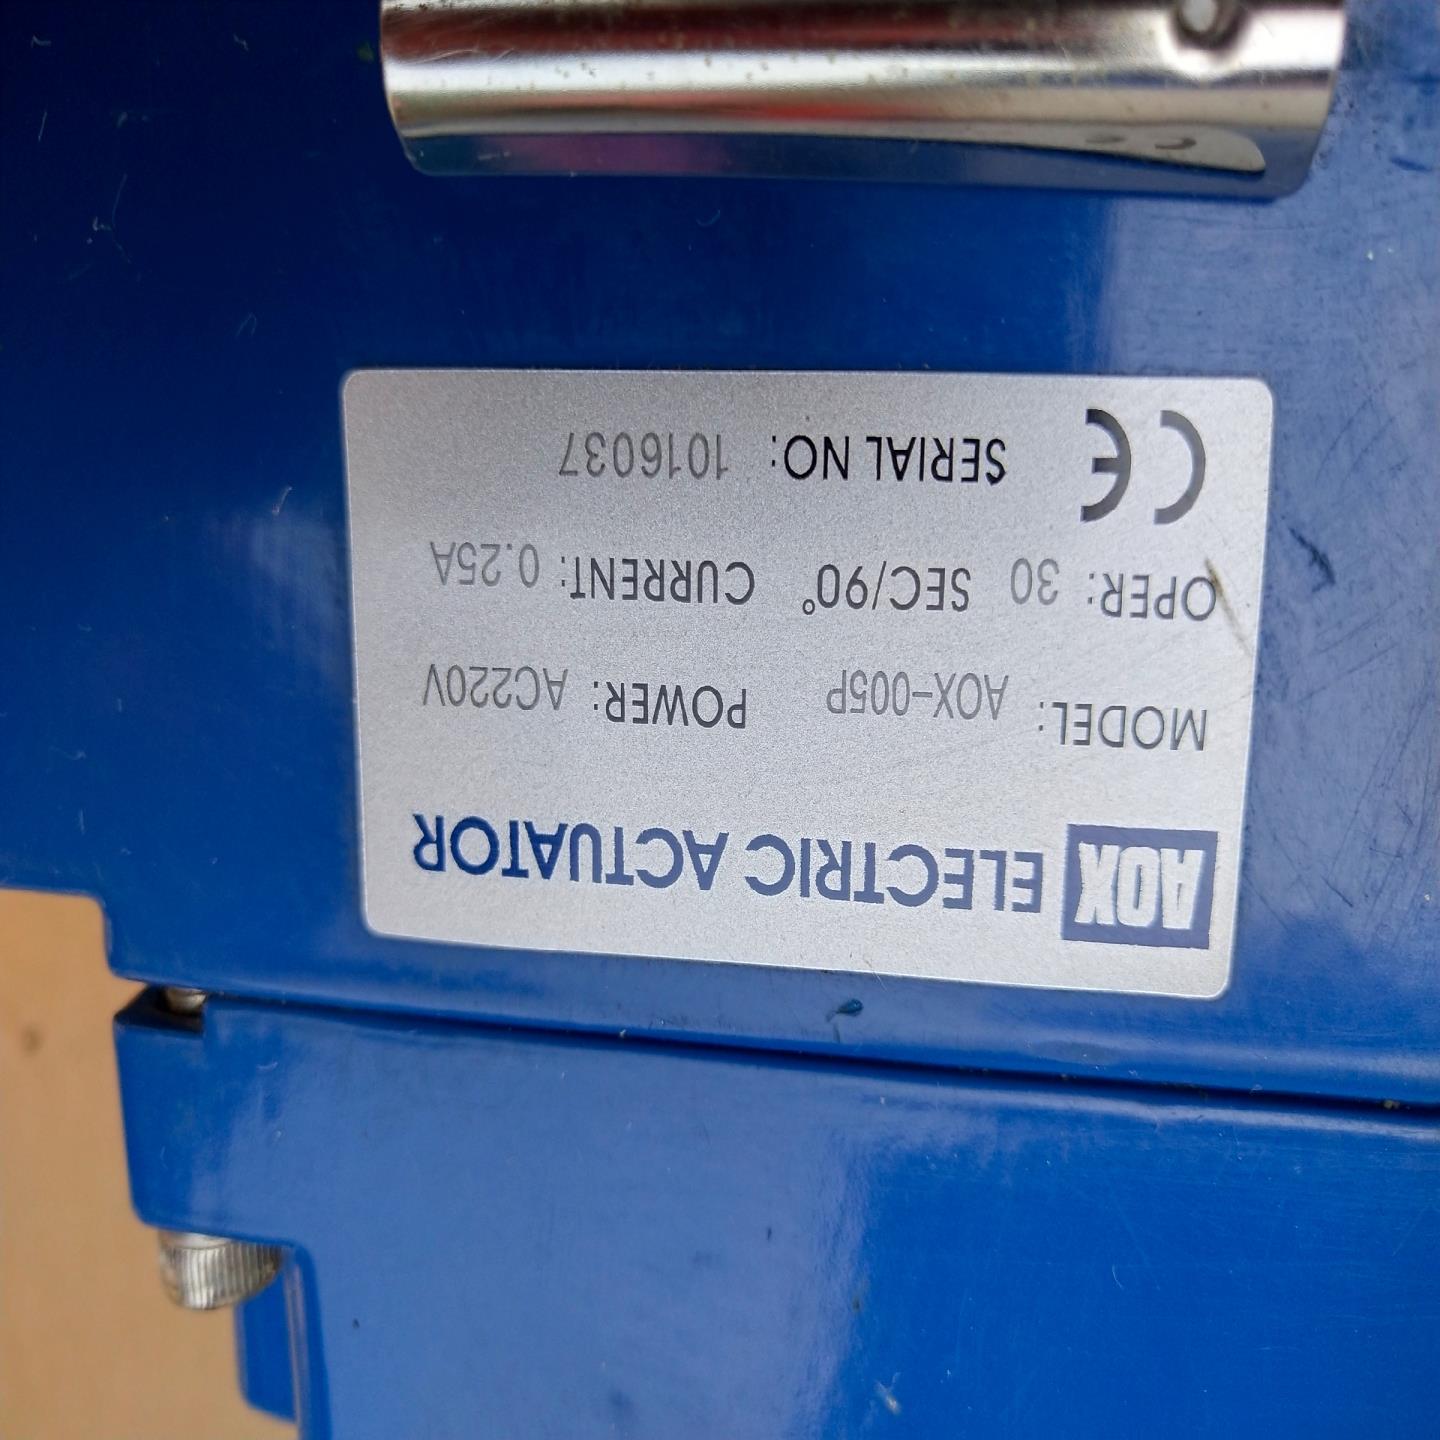 AOX ELECTRIC ACTUATOR
MODEL: AOX-005P POWER: AC220V
OPER: 30 SEC/90° CURRENT: 0.25A
CE SERIAL NO: 1016037